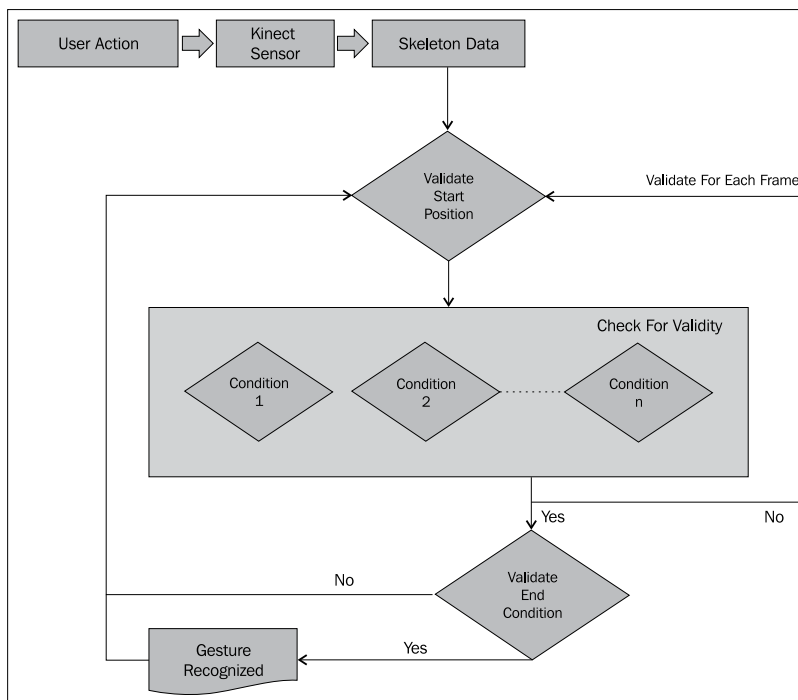 User Action
Kinect
Sensor
Skeleton Data
Validate
Start
Position
Validate For Each Frame
Check For Validity
Condition
1
Condition
2
Condition
n
Yes
No
Validate
End
Condition
No
Yes
Gesture
Recognized